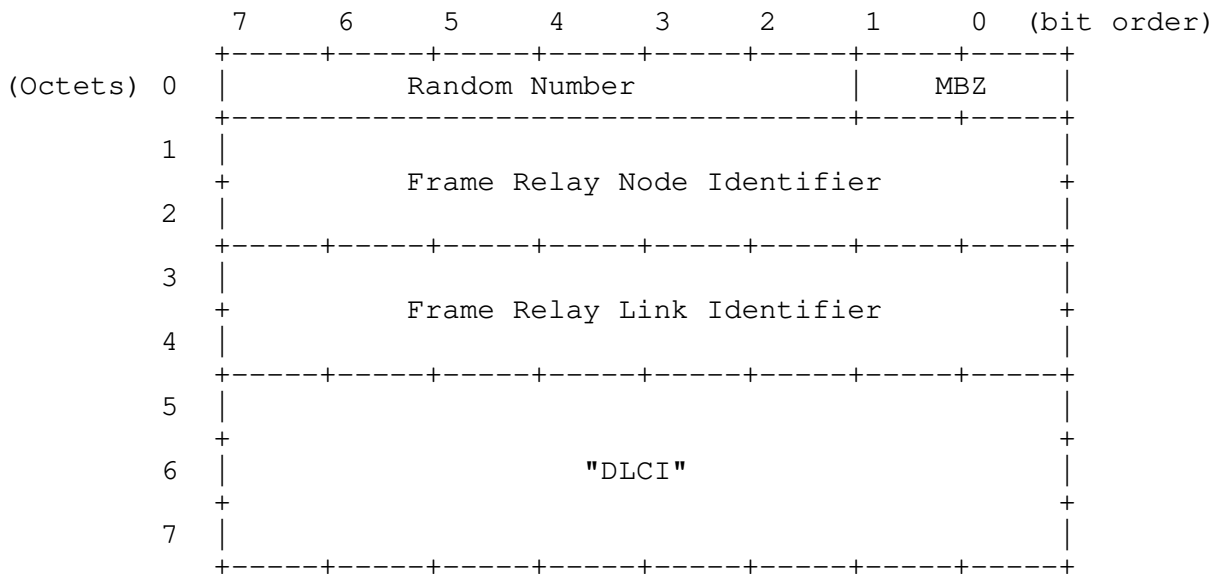 7 6 5 4 3 2 1 0 (bit order)
(Octets) 0 | Random Number | MBZ |
1
Frame Relay Node Identifier
2
3
Frame Relay Link Identifier
4
5
6 "DLCI"
7